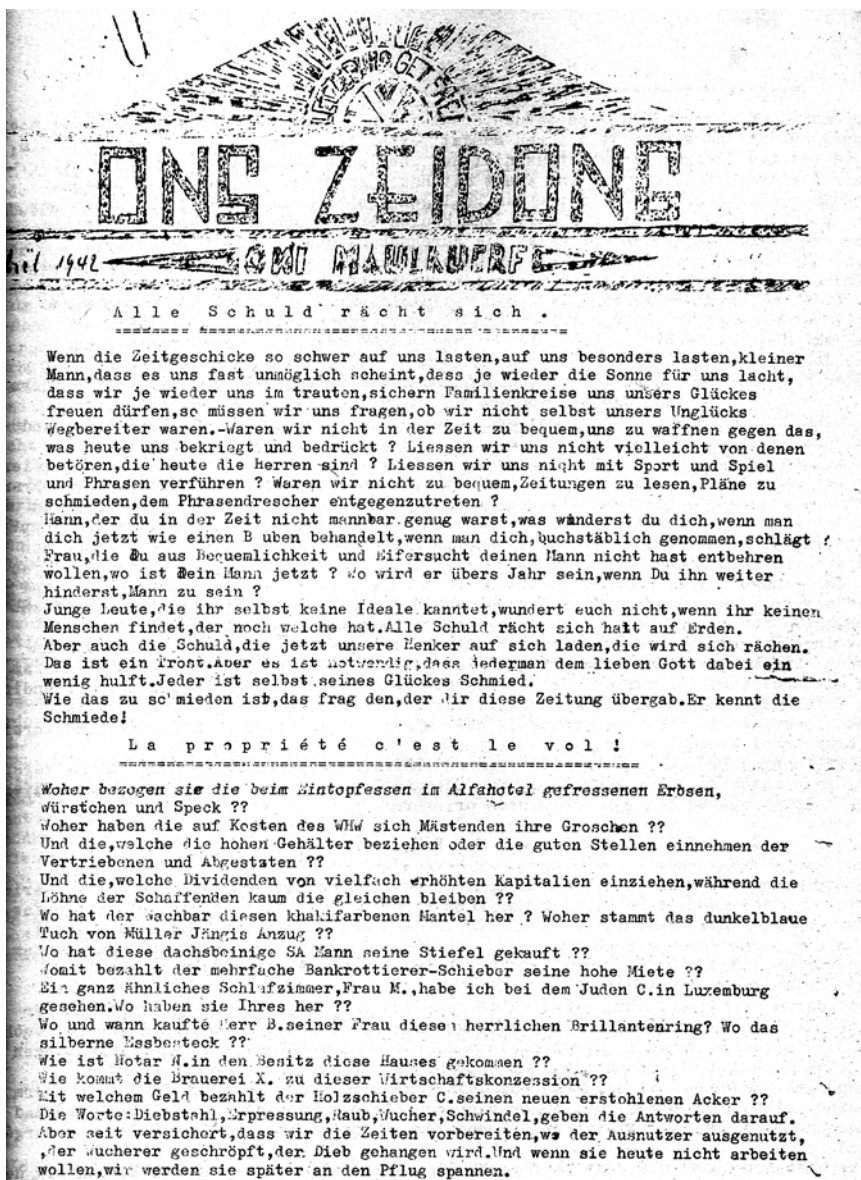 LETZEBURG GET FREI
ONS ZEIDONG
1942 ONI MAULKUERFF
Alle Schuld rächt sich .
Wenn die Zeitgeschicke so schwer auf uns lasten,auf uns besonders lasten,kleiner
Mann,dass es uns fast unmöglich scheint,dass je wieder die Sonne für uns lacht,
dass wir je wieder uns im trauten,sichern Familienkreise uns unsers Glückes
freuen dürfen,so müssen wir uns fragen,ob wir nicht selbst unsers Unglücks
Wegbereiter waren.-Waren wir nicht in der Zeit zu bequem,uns zu waffnen gegen das,
was heute uns bekriegt und bedrückt ? Liessen wir uns nicht vielleicht von denen
betören,die heute die Herren sind ? Liessen wir uns nicht mit Sport und Spiel
und Phrasen verführen ? Waren wir nicht zu bequem,Zeitungen zu lesen,Pläne zu
schmieden,dem Phrasendrescher entgegenzutreten ?
Mann,der du in der Zeit nicht mannbar genug warst,was wunderst du dich,wenn man
dich jetzt wie einen B uben behandelt,wenn man dich,buchstäblich genommen,schlägt ?
Frau,die Du aus Bequemlichkeit und Eifersucht deinen Mann nicht hast entbehren
wollen,wo ist Dein Mann jetzt ? Wo wird er übers Jahr sein,wenn Du ihn weiter
hinderst,Mann zu sein ?
Junge Leute,die ihr selbst keine Ideale kanntet,wundert euch nicht,wenn ihr keinen
Menschen findet,der noch welche hat.Alle Schuld rächt sich halt auf Erden.
Aber auch die Schuld,die jetzt unsere Henker auf sich laden,die wird sich rächen.
Das ist ein Trost.Aber es ist notwendig,dass jederman dem lieben Gott dabei ein
wenig hulft.Jeder ist selbst seines Glückes Schmied.
Wie das zu sc'mieden ist,das frag den,der dir diese Zeitung übergab.Er kennt die
Schmiede!
La propriété c'est le vol !
Woher bezogen sie die beim Eintopfessen im Alfahotel gefressenen Erbsen,
Würstchen und Speck ??
Woher haben die auf Kosten des WHW sich Mästenden ihre Groschen ??
Und die,welche die hohen Gehälter beziehen oder die guten Stellen einnehmen der
Vertriebenen und Abgestzten ??
Und die,welche Dividenden von vielfach erhöhten Kapitalien einziehen,während die
Löhne der Schaffenden kaum die gleichen bleiben ??
Wo hat der Nachbar diesen khakifarbenen Mantel her ? Woher stammt das dunkelblaue
Tuch von Müller Jängis Anzug ??
Wo hat diese dachsbeinige SA Mann seine Stiefel gekauft ??
Womit bezahlt der mehrfache Bankrottierer-Schieber seine hohe Miete ??
Ein ganz ähnliches Schlafzimmer,Frau M.,habe ich bei dem Juden C.in Luxemburg
gesehen.Wo haben sie Ihres her ??
Wo und wann kaufte Herr B.seiner Frau diesen herrlichen Brillantenring? Wo das
silberne Essbesteck ??
Wie ist Notar N.in den Besitz diese Hauses gekommen ??
Wie kommt die Brauerei X. zu dieser Wirtschaftskonzession ??
Mit welchem Geld bezahlt der Holzschieber C.seinen neuen erstohlenen Acker ??
Die Worte:Diebstahl,Erpressung,Raub,Wucher,Schwindel,geben die Antworten darauf.
Aber seit versichert,dass wir die Zeiten vorbereiten,wo der Ausnutzer ausgenutzt,
,der Wucherer geschröpft,der Dieb gehangen wird.Und wenn sie heute nicht arbeiten
wollen,wir werden sie später an den Pflug spannen.